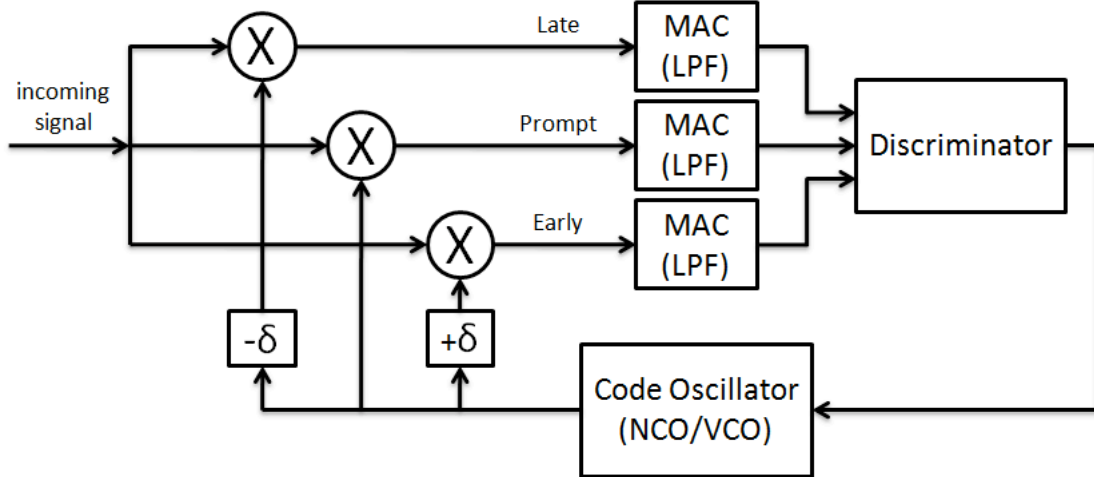 incoming
signal
X
Late
MAC
(LPF)
X
Prompt
MAC
(LPF)
Discriminator
X
Early
MAC
(LPF)
-δ
+δ
Code Oscillator
(NCO/VCO)